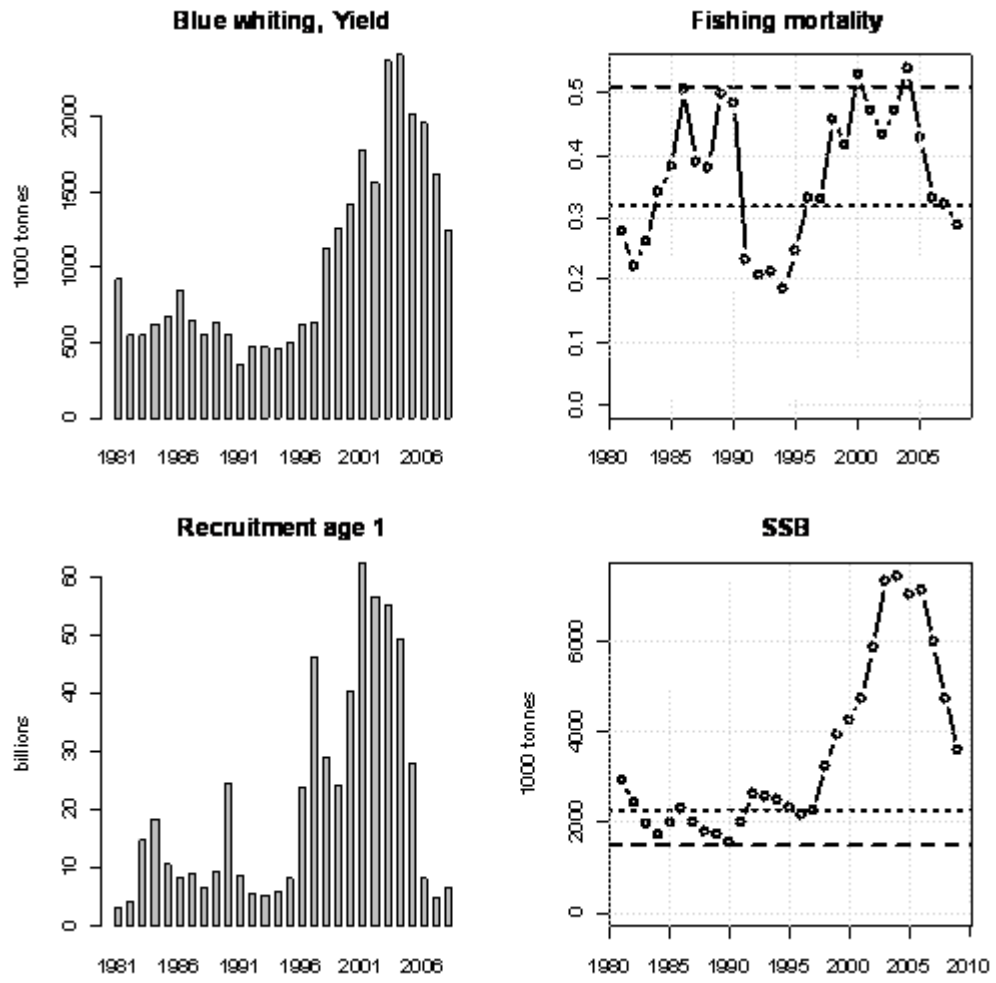 Blue whiting, Yield
1000 tonnes
0 500 1000 1500 2000
1981 1986 1991 1996 2001 2006
Fishing mortality
0.0 0.1 0.2 0.3 0.4 0.5
1980 1985 1990 1995 2000 2005
Recruitment age 1
billions
0 10 20 30 40 50 60
1981 1986 1991 1996 2001 2006
SSB
1000 tonnes
0 2000 4000 6000
1980 1985 1990 1995 2000 2005 2010